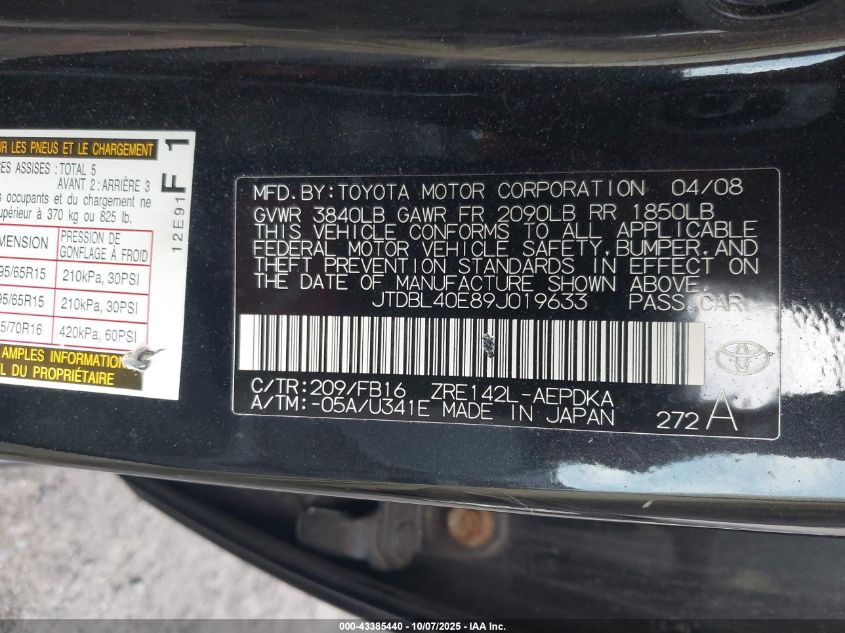 UR LES PNEUS ET LE CHARGEMENT
ES ASSISES : TOTAL 5
AVANT 2 : ARRIÈRE 3
occupants et du chargement ne
supérieur à 370 kg ou 825 lb.
MENSION PRESSION DE GONFLAGE À FROID
95/65R15 210kPa, 30PSI
95/65R15 210kPa, 30PSI
5/70R16 420kPa, 60PSI
AMPLES INFORMATION
L DU PROPRIÉTAIRE
F 1
12E91
MFD.BY:TOYOTA MOTOR CORPORATION 04/08
GVWR 3840LB GAWR FR 2090LB RR 1850LB
THIS VEHICLE CONFORMS TO ALL APPLICABLE
FEDERAL MOTOR VEHICLE SAFETY, BUMPER, AND
THEFT PREVENTION STANDARDS IN EFFECT ON
THE DATE OF MANUFACTURE SHOWN ABOVE.
JTDBL40E89J019633 PASS.CAR
C/TR:209/FB16 ZRE142L-AEPDKA
A/TM:-05A/U341E MADE IN JAPAN 272 A
000-43385440 - 10/07/2025 - IAA Inc.